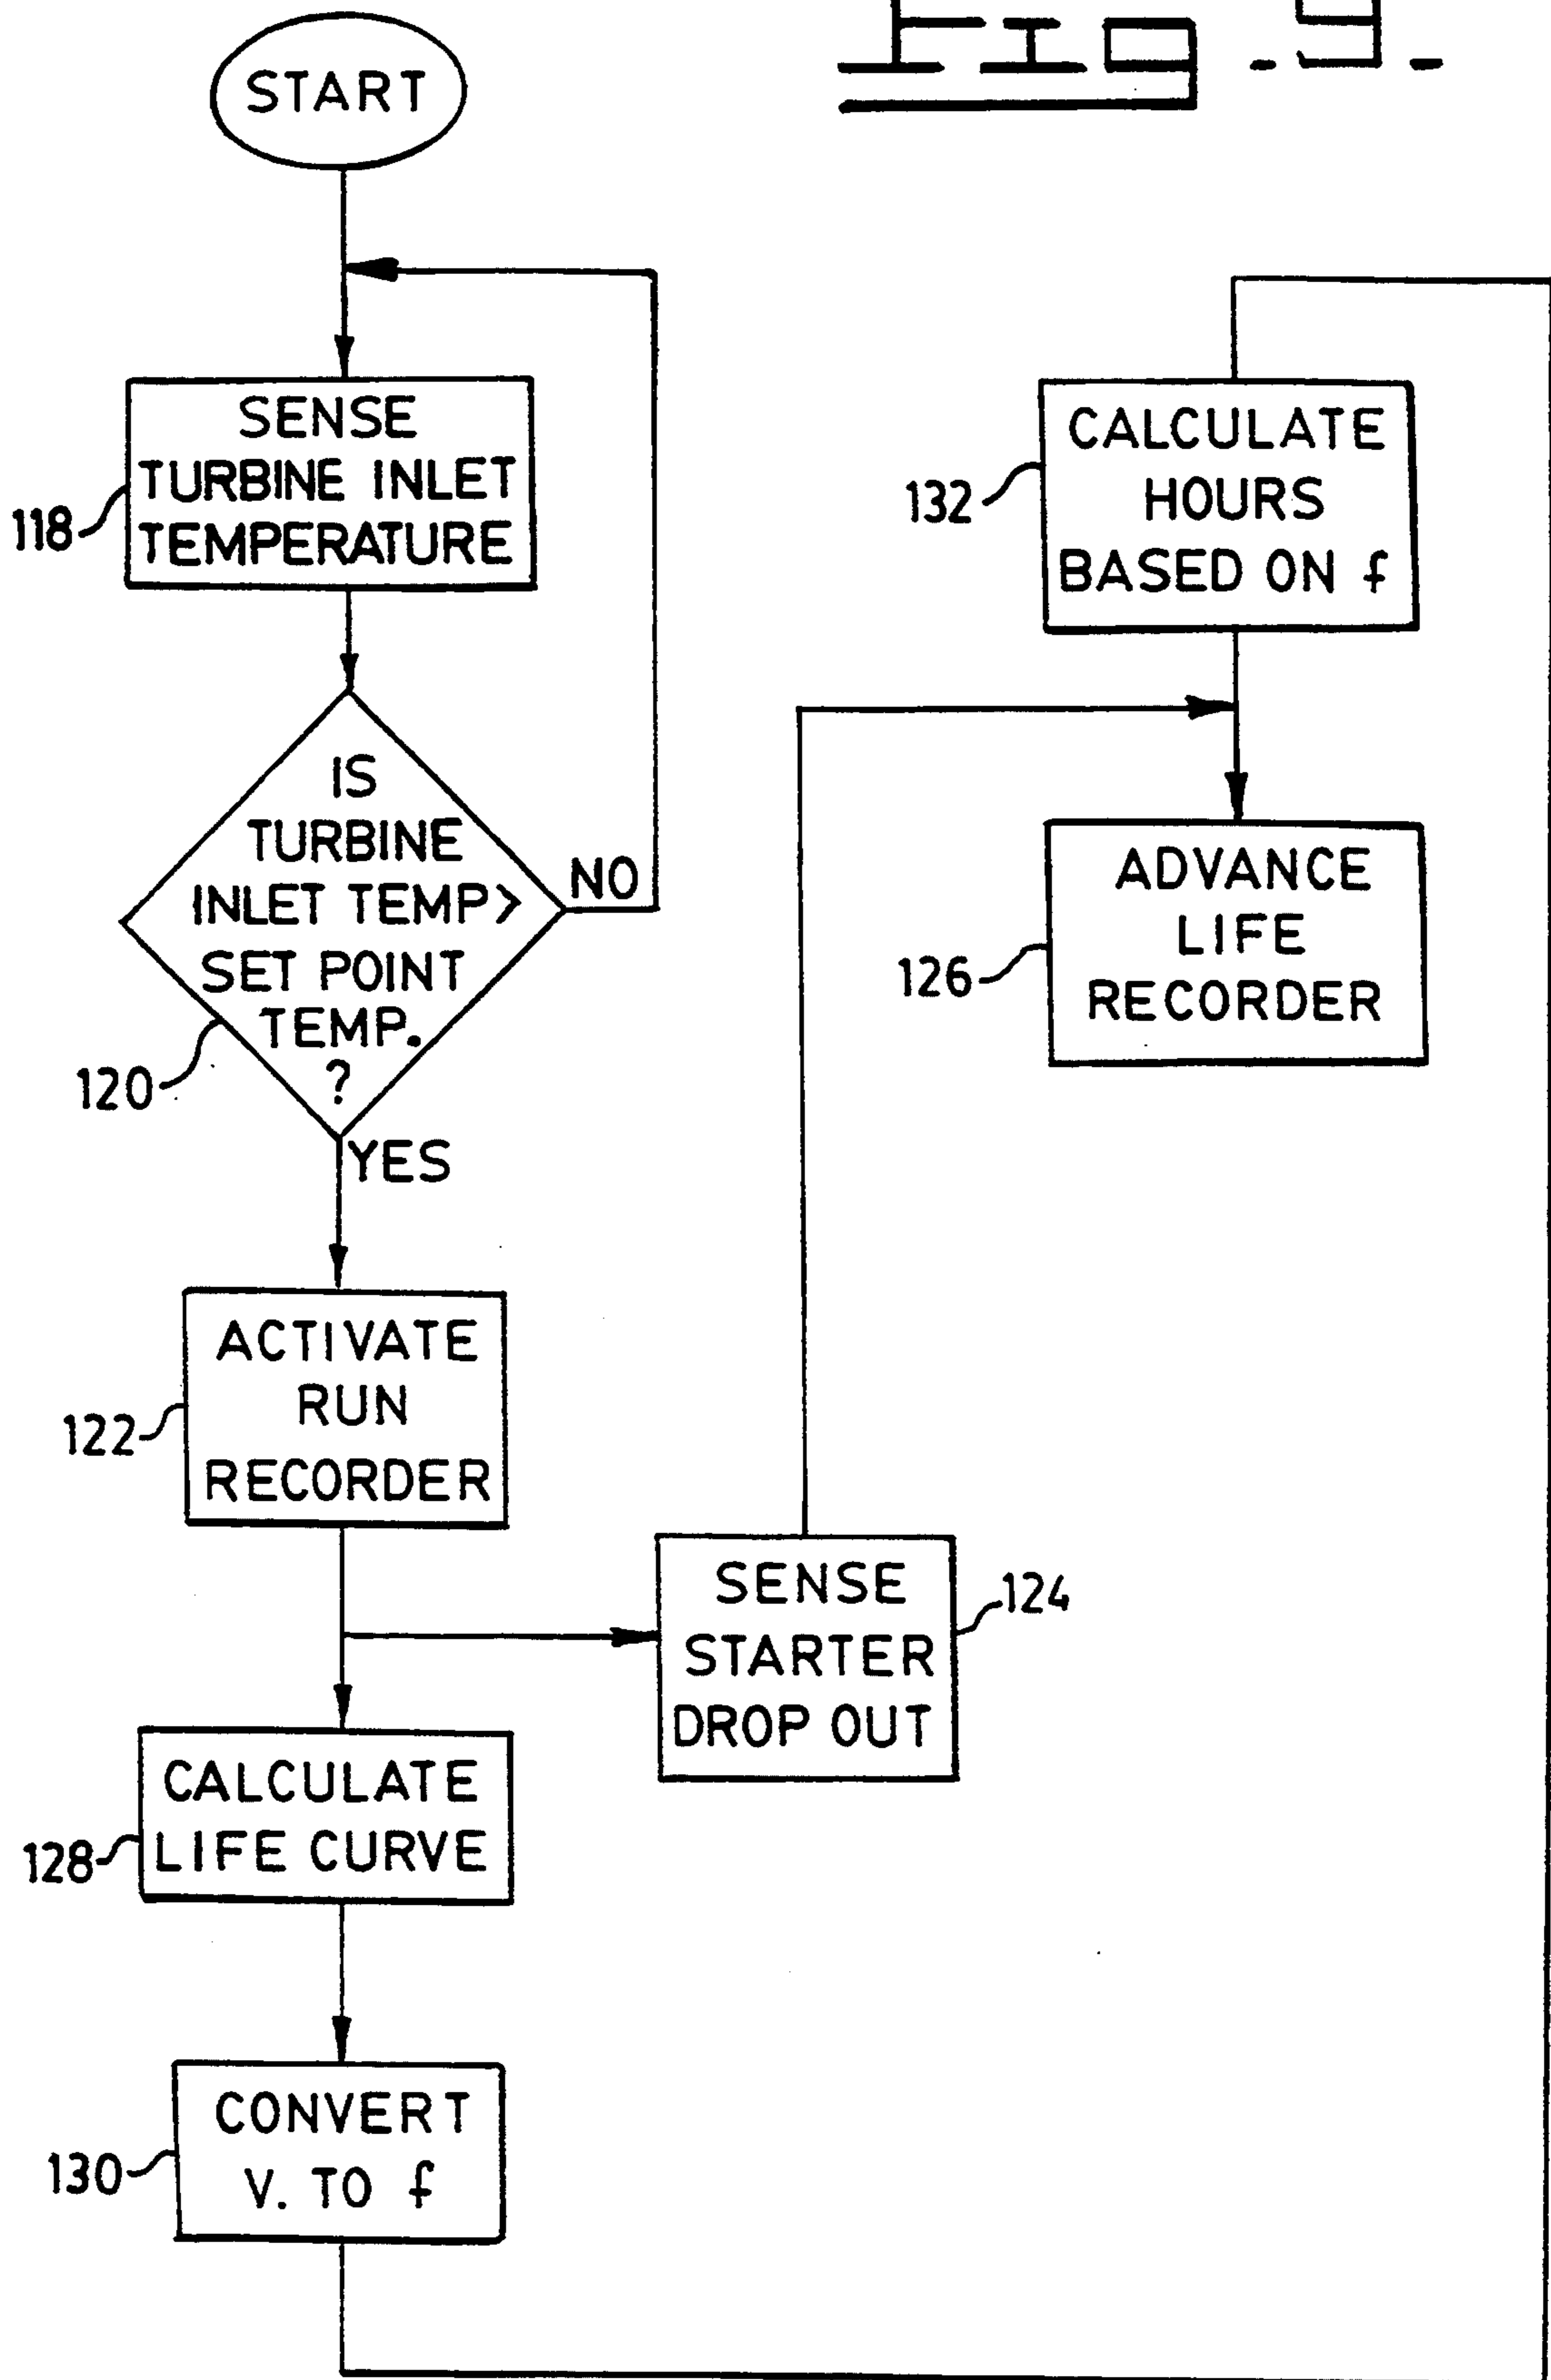 FIG - 9 -
START
SENSE
TURBINE INLET
TEMPERATURE
118
IS
TURBINE
INLET TEMP>
SET POINT
TEMP.
?
120
NO
YES
ACTIVATE
RUN
RECORDER
122
SENSE
STARTER
DROP OUT
124
CALCULATE
LIFE CURVE
128
CONVERT
V. TO f
130
CALCULATE
HOURS
BASED ON f
132
ADVANCE
LIFE
RECORDER
126